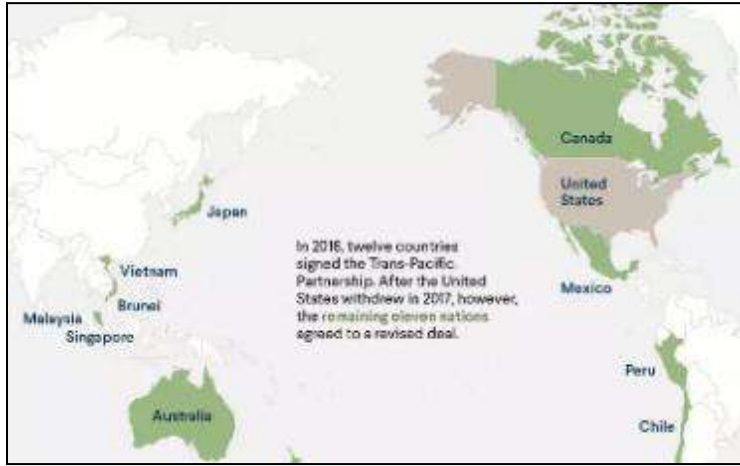 Canada
United
States
Japan
In 2016, twelve countries
signed the Trans-Pacific
Partnership. After the United
States withdrew in 2017, however,
the remaining eleven nations
agreed to a revised deal.
Vietnam
Mexico
Brunei
Malaysia
Singapore
Peru
Australia
Chile